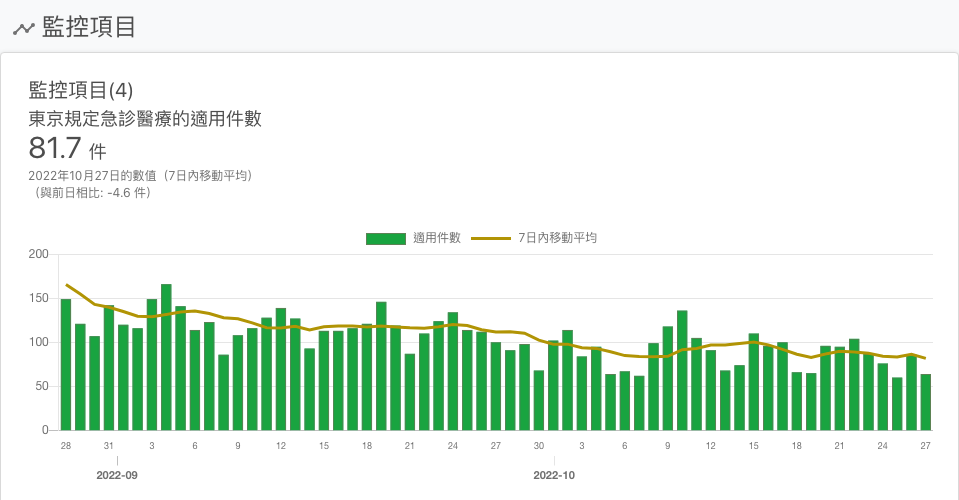 監控項目
監控項目(4)
東京規定急診醫療的適用件數
81.7 件
2022年10月27日的數值（7日內移動平均）
（與前日相比: -4.6 件）
適用件數 7日內移動平均
200
150
100
50
0
28 31 3 6 9 12 15 18 21 24 27 30 3 6 9 12 15 18 21 24 27
2022-09 2022-10